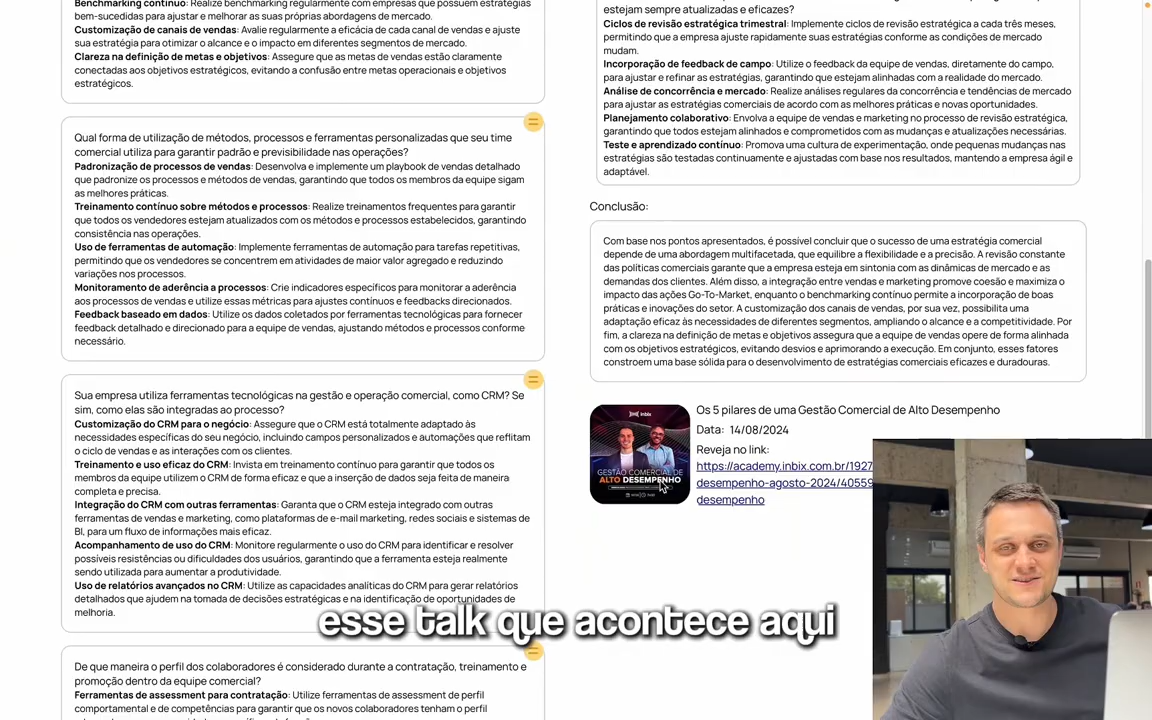 Benchmarking contínuo: Realize benchmarking regularmente com empresas que possuem estratégias
bem-sucedidas para ajustar e melhorar as suas próprias abordagens de mercado.
Customização de canais de vendas: Avalie regularmente a eficácia de cada canal de vendas e ajuste
sua estratégia para otimizar o alcance e o impacto em diferentes segmentos de mercado.
Clareza na definição de metas e objetivos: Assegure que as metas de vendas estão claramente
conectadas aos objetivos estratégicos, evitando a confusão entre metas operacionais e objetivos
estratégicos.
Qual forma de utilização de métodos, processos e ferramentas personalizadas que seu time
comercial utiliza para garantir padrão e previsibilidade nas operações?
Padronização de processos de vendas: Desenvolva e implemente um playbook de vendas detalhado
que padronize os processos e métodos de vendas, garantindo que todos os membros da equipe sigam
as melhores práticas.
Treinamento contínuo sobre métodos e processos: Realize treinamentos frequentes para garantir
que todos os vendedores estejam atualizados com os métodos e processos estabelecidos, garantindo
consistência nas operações.
Uso de ferramentas de automação: Implemente ferramentas de automação para tarefas repetitivas,
permitindo que os vendedores se concentrem em atividades de maior valor agregado e reduzindo
variações nos processos.
Monitoramento de aderência a processos: Crie indicadores específicos para monitorar a aderência
aos processos de vendas e utilize essas métricas para ajustes contínuos e feedbacks direcionados.
Feedback baseado em dados: Utilize os dados coletados por ferramentas tecnológicas para fornecer
feedback detalhado e direcionado para a equipe de vendas, ajustando métodos e processos conforme
necessário.
Sua empresa utiliza ferramentas tecnológicas na gestão e operação comercial, como CRM? Se
sim, como elas são integradas ao processo?
Customização do CRM para o negócio: Assegure que o CRM está totalmente adaptado às
necessidades específicas do seu negócio, incluindo campos personalizados e automações que reflitam
o ciclo de vendas e as interações com os clientes.
Treinamento e uso eficaz do CRM: Invista em treinamento contínuo para garantir que todos os
membros da equipe utilizem o CRM de forma eficaz e que a inserção de dados seja feita de maneira
completa e precisa.
Integração do CRM com outras ferramentas: Garanta que o CRM esteja integrado com outras
ferramentas de vendas e marketing, como plataformas de e-mail marketing, redes sociais e sistemas de
BI, para um fluxo de informações mais eficaz.
Acompanhamento de uso do CRM: Monitore regularmente o uso do CRM para identificar e resolver
possíveis resistências ou dificuldades dos usuários, garantindo que a ferramenta esteja realmente
sendo utilizada para aumentar a produtividade.
Uso de relatórios avançados no CRM: Utilize as capacidades analíticas do CRM para gerar relatórios
detalhados que ajudem na tomada de decisões estratégicas e na identificação de oportunidades de
melhoria.
De que maneira o perfil dos colaboradores é considerado durante a contratação, treinamento e
promoção dentro da equipe comercial?
Ferramentas de assessment para contratação: Utilize ferramentas de assessment de perfil
comportamental e de competências para garantir que os novos colaboradores tenham o perfil
estejam sempre atualizadas e eficazes?
Ciclos de revisão estratégica trimestral: Implemente ciclos de revisão estratégica a cada três meses,
permitindo que a empresa ajuste rapidamente suas estratégias conforme as condições de mercado
mudam.
Incorporação de feedback de campo: Utilize o feedback da equipe de vendas, diretamente do campo,
para ajustar e refinar as estratégias, garantindo que estejam alinhadas com a realidade do mercado.
Análise de concorrência e mercado: Realize análises regulares da concorrência e tendências de mercado
para ajustar as estratégias comerciais de acordo com as melhores práticas e novas oportunidades.
Planejamento colaborativo: Envolva a equipe de vendas e marketing no processo de revisão estratégica,
garantindo que todos estejam alinhados e comprometidos com as mudanças e atualizações necessárias.
Teste e aprendizado contínuo: Promova uma cultura de experimentação, onde pequenas mudanças nas
estratégias são testadas continuamente e ajustadas com base nos resultados, mantendo a empresa ágil e
adaptável.
Conclusão:
Com base nos pontos apresentados, é possível concluir que o sucesso de uma estratégia comercial
depende de uma abordagem multifacetada, que equilibre a flexibilidade e a precisão. A revisão constante
das políticas comerciais garante que a empresa esteja em sintonia com as dinâmicas de mercado e as
demandas dos clientes. Além disso, a integração entre vendas e marketing promove coesão e maximiza o
impacto das ações Go-To-Market, enquanto o benchmarking contínuo permite a incorporação de boas
práticas e inovações do setor. A customização dos canais de vendas, por sua vez, possibilita uma
adaptação eficaz às necessidades de diferentes segmentos, ampliando o alcance e a competitividade. Por
fim, a clareza na definição de metas e objetivos assegura que a equipe de vendas opere de forma alinhada
com os objetivos estratégicos, evitando desvios e aprimorando a execução. Em conjunto, esses fatores
constroem uma base sólida para o desenvolvimento de estratégias comerciais eficazes e duradouras.
inbix
GESTÃO COMERCIAL DE
ALTO DESEMPENHO
Os 5 pilares de uma Gestão Comercial de Alto Desempenho
Data: 14/08/2024
Reveja no link:
https://academy.inbix.com.br/1927
desempenho-agosto-2024/40559
desempenho
esse talk que acontece aqui